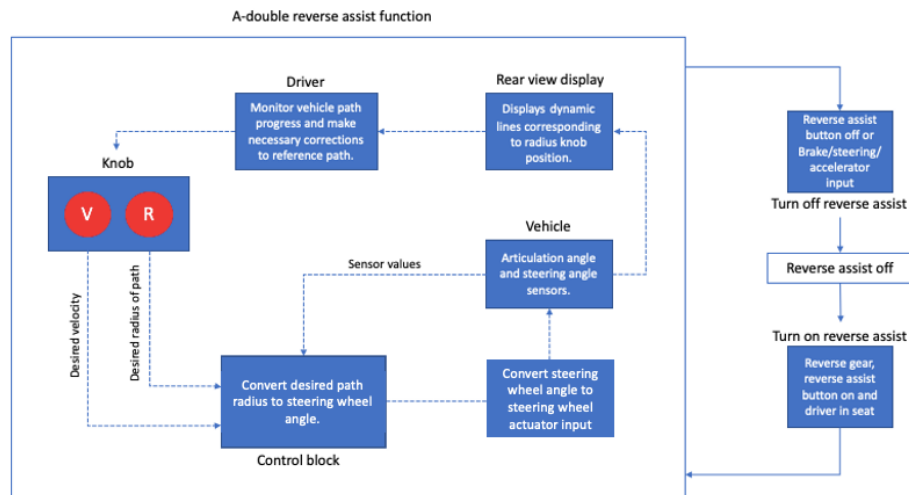 A-double reverse assist function
Driver
Monitor vehicle path
progress and make
necessary corrections
to reference path.
Rear view display
Displays dynamic
lines corresponding
to radius knob
position.
Knob
V
R
Desired velocity
Desired radius of path
Sensor values
Vehicle
Articulation angle
and steering angle
sensors.
Convert desired path
radius to steering wheel
angle.
Control block
Convert steering
wheel angle to
steering wheel
actuator input
Reverse assist
button off or
Brake/steering/
accelerator
input
Turn off reverse assist
Reverse assist off
Turn on reverse assist
Reverse gear,
reverse assist
button on and
driver in seat